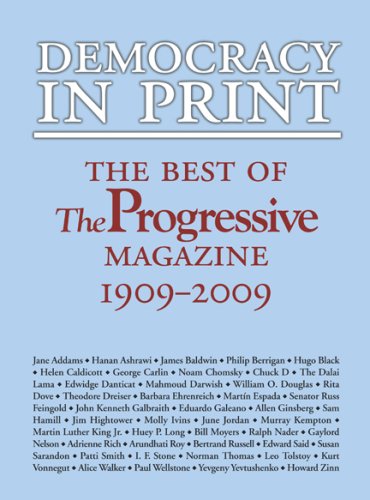 DEMOCRACY
IN PRINT
THE BEST OF
The Progressive
MAGAZINE
1909–2009
Jane Addams ◆ Hanan Ashrawi ◆ James Baldwin ◆ Philip Berrigan ◆ Hugo Black
◆ Helen Caldicott ◆ George Carlin ◆ Noam Chomsky ◆ Chuck D ◆ The Dalai
Lama ◆ Edwidge Danticat ◆ Mahmoud Darwish ◆ William O. Douglas ◆ Rita
Dove ◆ Theodore Dreiser ◆ Barbara Ehrenreich ◆ Martín Espada ◆ Senator Russ
Feingold ◆ John Kenneth Galbraith ◆ Eduardo Galeano ◆ Allen Ginsberg ◆ Sam
Hamill ◆ Jim Hightower ◆ Molly Ivins ◆ June Jordan ◆ Murray Kempton ◆
Martin Luther King Jr. ◆ Huey P. Long ◆ Bill Moyers ◆ Ralph Nader ◆ Gaylord
Nelson ◆ Adrienne Rich ◆ Arundhati Roy ◆ Bertrand Russell ◆ Edward Said ◆ Susan
Sarandon ◆ Patti Smith ◆ I. F. Stone ◆ Norman Thomas ◆ Leo Tolstoy ◆ Kurt
Vonnegut ◆ Alice Walker ◆ Paul Wellstone ◆ Yevgeny Yevtushenko ◆ Howard Zinn